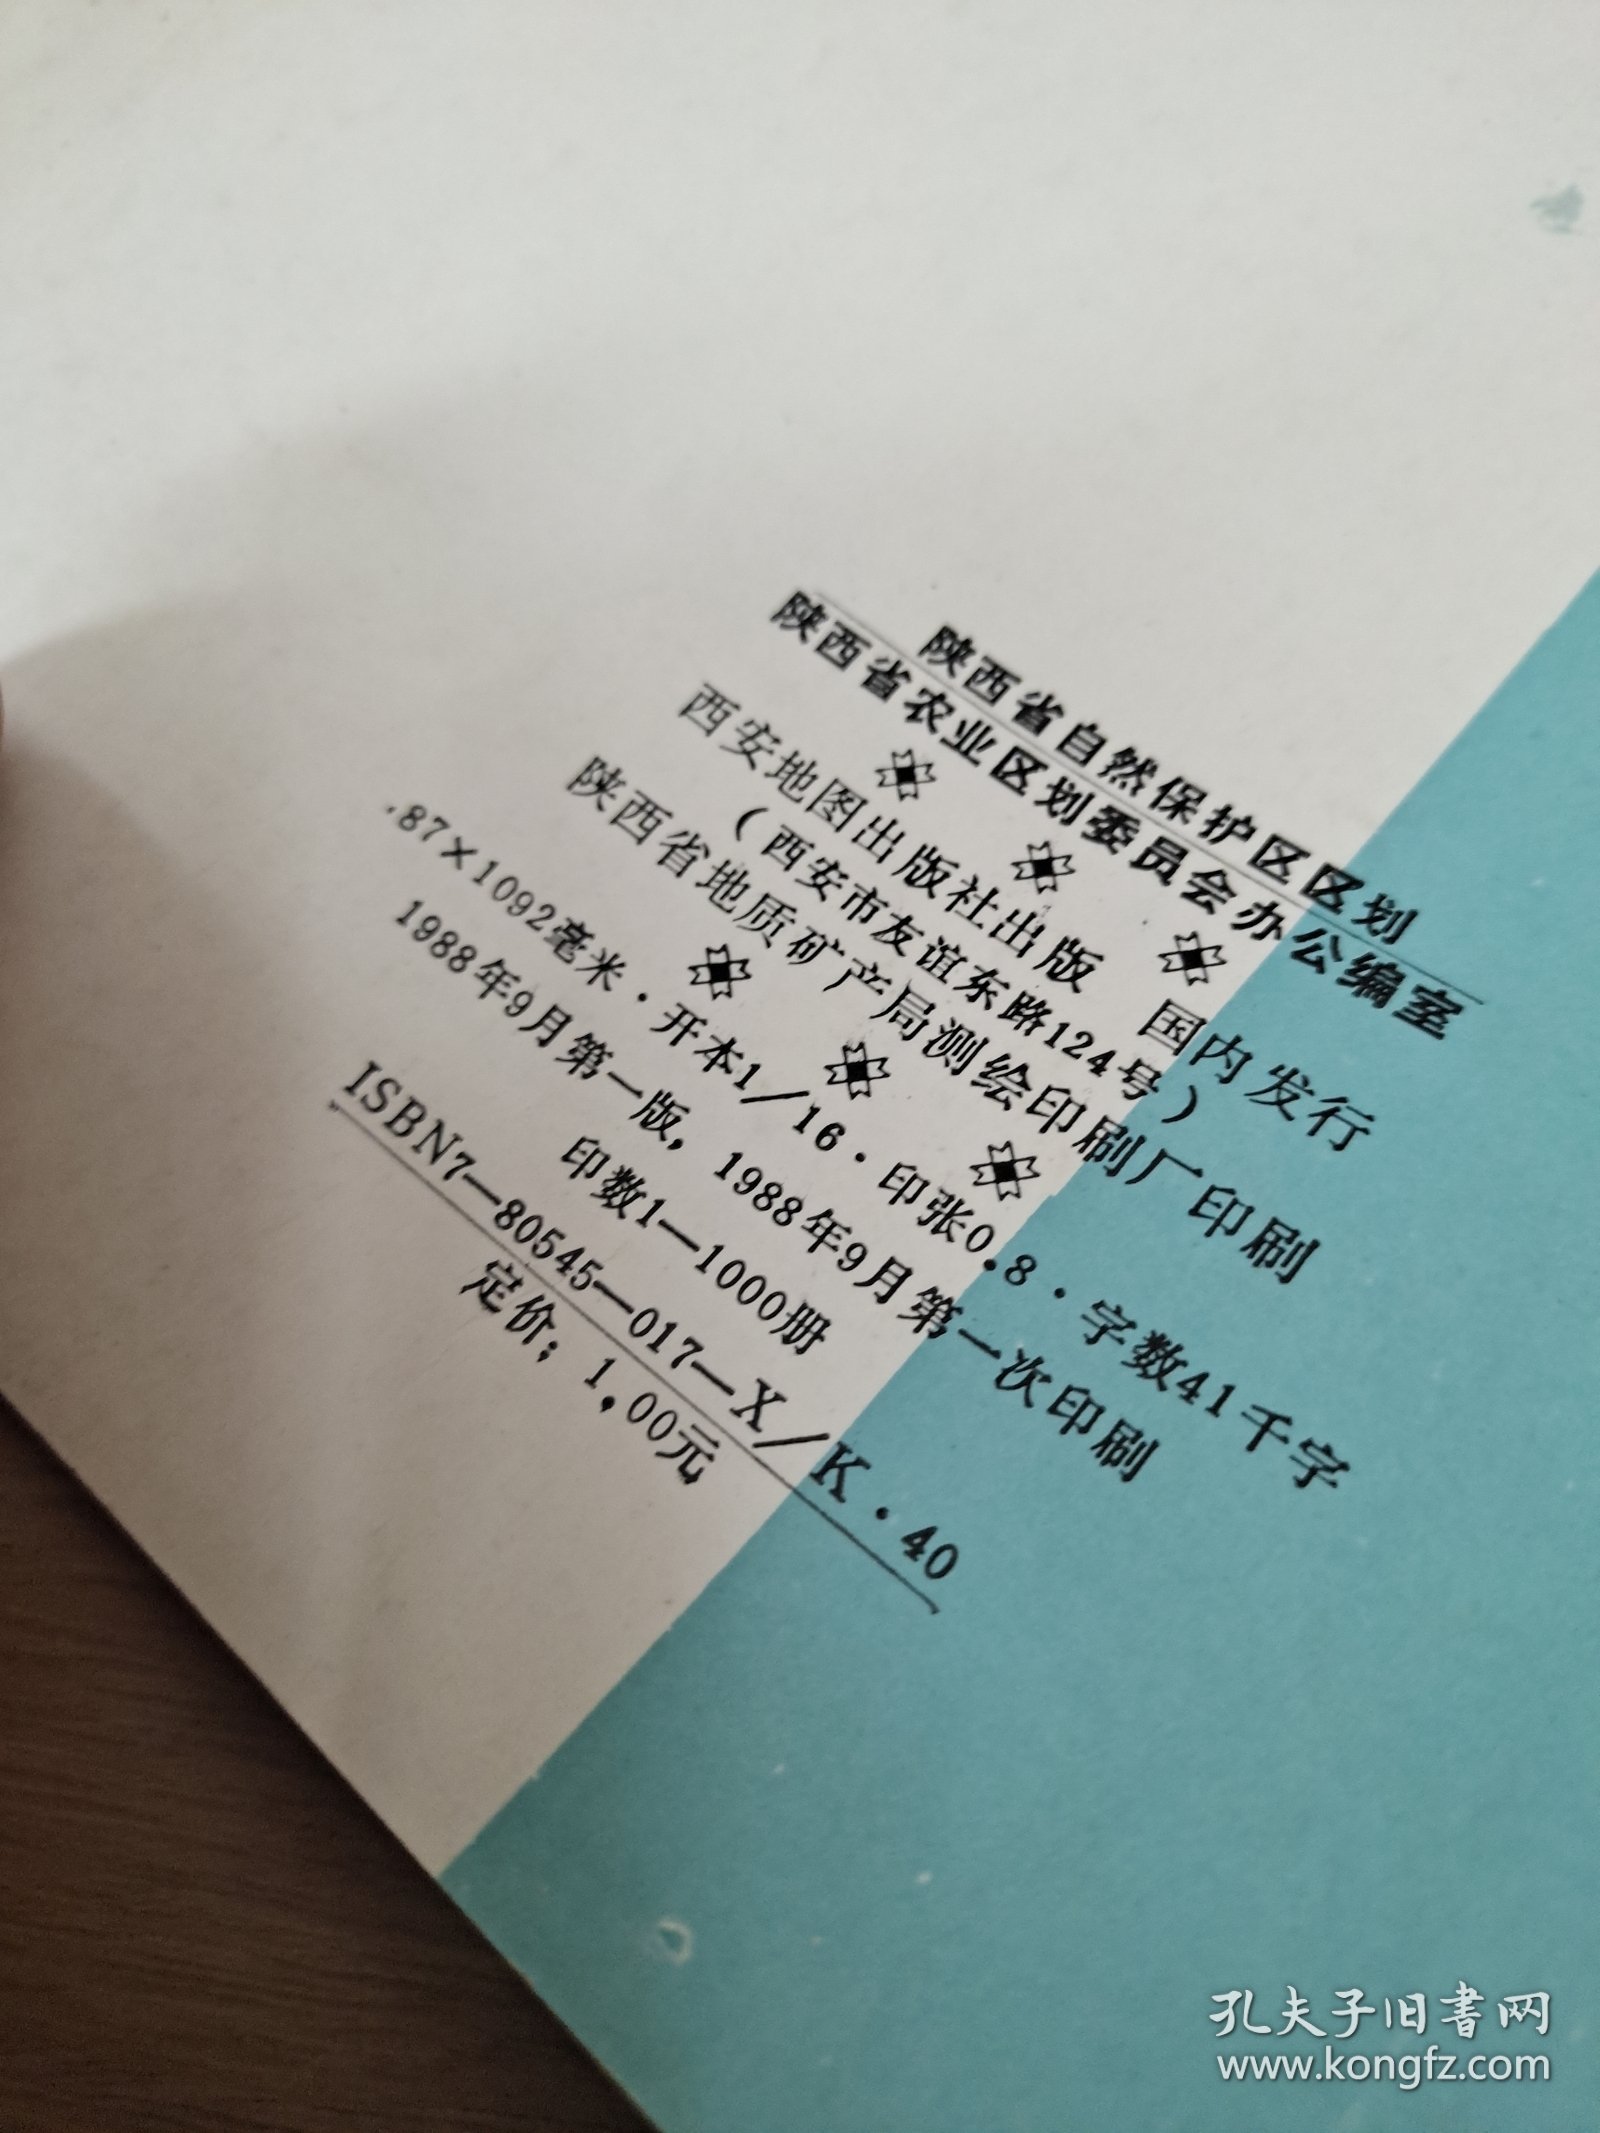 陕西省自然保护区区划
陕西省农业区划委员会办公编室
西安地图出版社出版 国内发行
(西安市友谊东路124号)
陕西省地质矿产局测绘印刷厂印刷
.87×1092毫米·开本1/16·印张0.8·字数41千字
1988年9月第一版,1988年9月第一次印刷
印数1—1000册
ISBN7—80545—017—X/K·40
定价:1.00元
孔夫子旧书网
www.kongfz.com